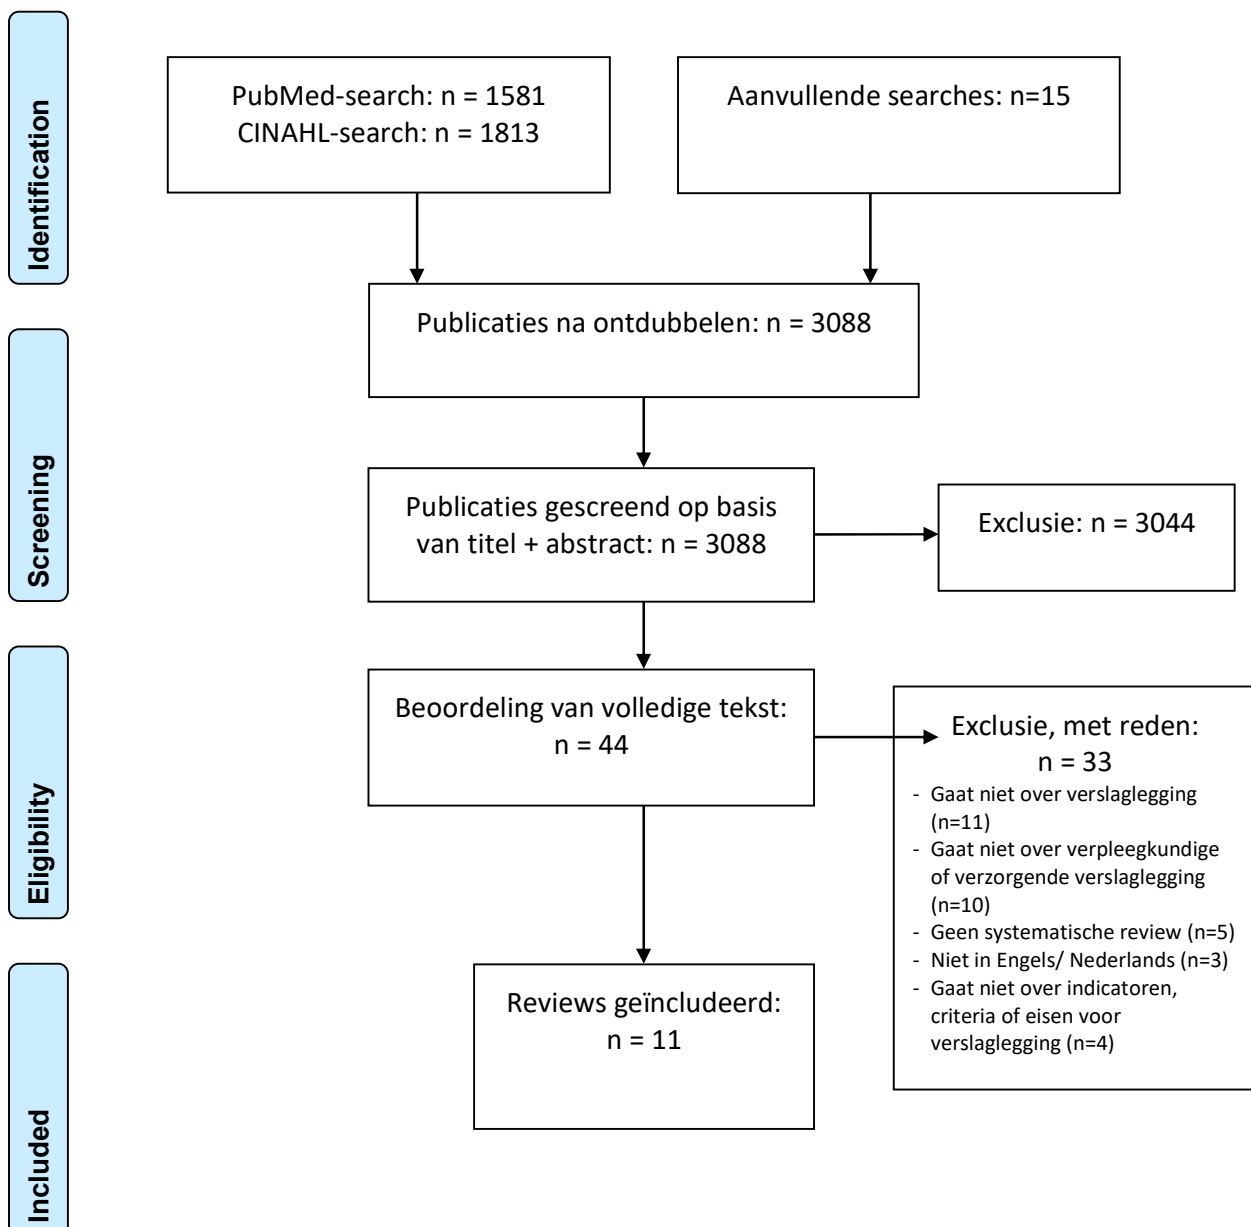 Identification
PubMed-search: n = 1581
CINAHL-search: n = 1813
Aanvullende searches: n=15
Publicaties na ontdubbelen: n = 3088
Screening
Publicaties gescreend op basis
van titel + abstract: n = 3088
Exclusie: n = 3044
Eligibility
Beoordeling van volledige tekst:
n = 44
Exclusie, met reden:
n = 33
- Gaat niet over verslaglegging
(n=11)
- Gaat niet over verpleegkundige
of verzorgende verslaglegging
(n=10)
- Geen systematische review (n=5)
- Niet in Engels/ Nederlands (n=3)
- Gaat niet over indicatoren,
criteria of eisen voor
verslaglegging (n=4)
Included
Reviews geïncludeerd:
n = 11